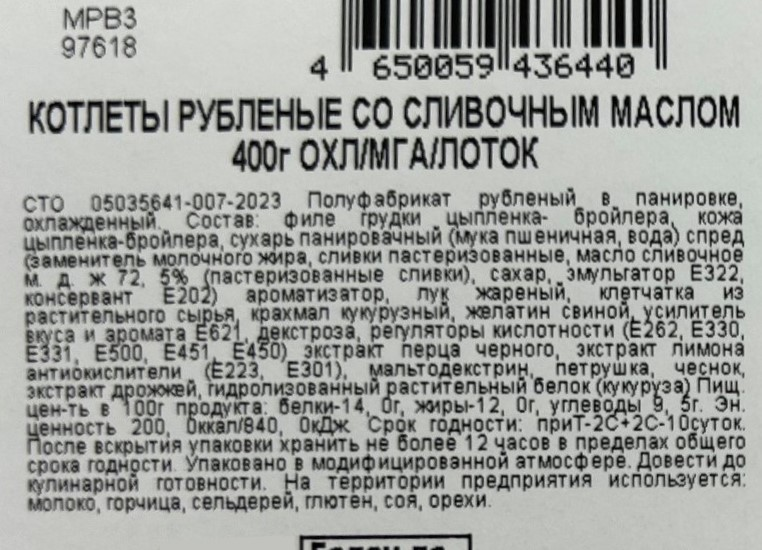 МРВЗ
97618
4 650059 436440
КОТЛЕТЫ РУБЛЕНЫЕ СО СЛИВОЧНЫМ МАСЛОМ
400г ОХЛ/МГА/ЛОТОК
СТО 05035641-007-2023 Полуфабрикат рубленый в панировке,
охлажденный. Состав: филе грудки цыпленка- бройлера, кожа
цыпленка-бройлера, сухарь панировачный (мука пшеничная, вода) спред
(заменитель молочного жира, сливки пастеризованные, масло сливочное
м. д. ж 72, 5% (пастеризованные сливки), сахар, эмульгатор Е322,
консервант Е202) ароматизатор, лук жареный, клетчатка из
растительного сырья, крахмал кукурузный, желатин свиной, усилитель
вкуса и аромата Е621, декстроза, регуляторы кислотности (Е262, Е330,
Е331, Е500, Е451, Е450) экстракт перца черного, экстракт лимона
антиокислители (Е223, Е301), мальтодекстрин, петрушка, чеснок,
экстракт дрожжей, гидролизованный растительный белок (кукуруза) Пищ.
цен-ть в 100г продукта: белки-14, 0г, жиры-12, 0г, углеводы 9, 5г. Эн.
ценность 200, 0ккал/840, 0кДж Срок годности: приТ-2С+2С-10суток.
После вскрытия упаковки хранить не более 12 часов в пределах общего
срока годности. Упаковано в модифицированной атмосфере. Довести до
кулинарной готовности. На территории предприятия используется:
молоко, горчица, сельдерей, глютен, соя, орехи.